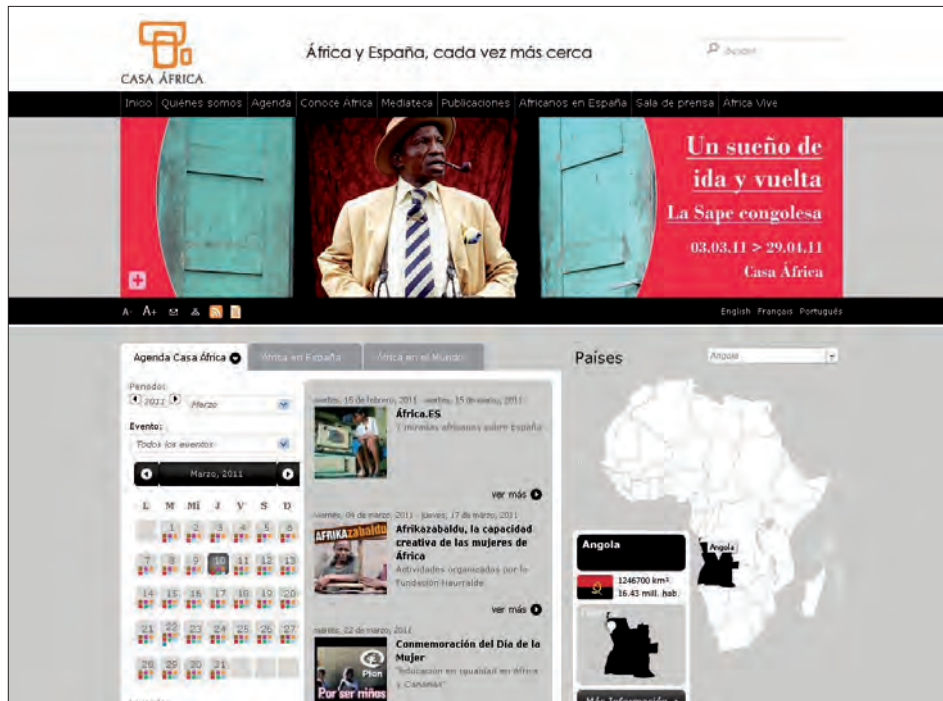 CASA ÁFRICA
África y España, cada vez más cerca
Buscar
Inicio Quiénes somos Agenda Conoce África Mediateca Publicaciones Africanos en España Sala de prensa África Vive
Un sueño de
ida y vuelta
La Sape congolesa
03.03.11 > 29.04.11
Casa África
A- A+
English Français Português
Agenda Casa África África en España África en el Mundo
Periodo:
2011 Marzo
Evento:
Todos los eventos
Marzo, 2011
L M MI J V S D
1 2 3 4 5 6
7 8 9 10 11 12 13
14 15 16 17 18 19 20
21 22 23 24 25 26 27
28 29 30 31
martes, 15 de febrero, 2011 - martes, 15 de marzo, 2011
África.ES
miradas africanas sobre España
ver más
viernes, 04 de marzo, 2011 - jueves, 17 de marzo, 2011
AFRIKAzabaldu
Afrikazabaldu, la capacidad
creativa de las mujeres de
África
Actividades organizadas por la
Fundación Haurralde
ver más
martes, 22 de marzo, 2011
Plan
Por ser niñas
Conmemoración del Día de la
Mujer
"Educación en igualdad en África
y Canarias"
Países
Angola
Angola
Angola
1246700 km²
16.43 mill. hab.
Más Información